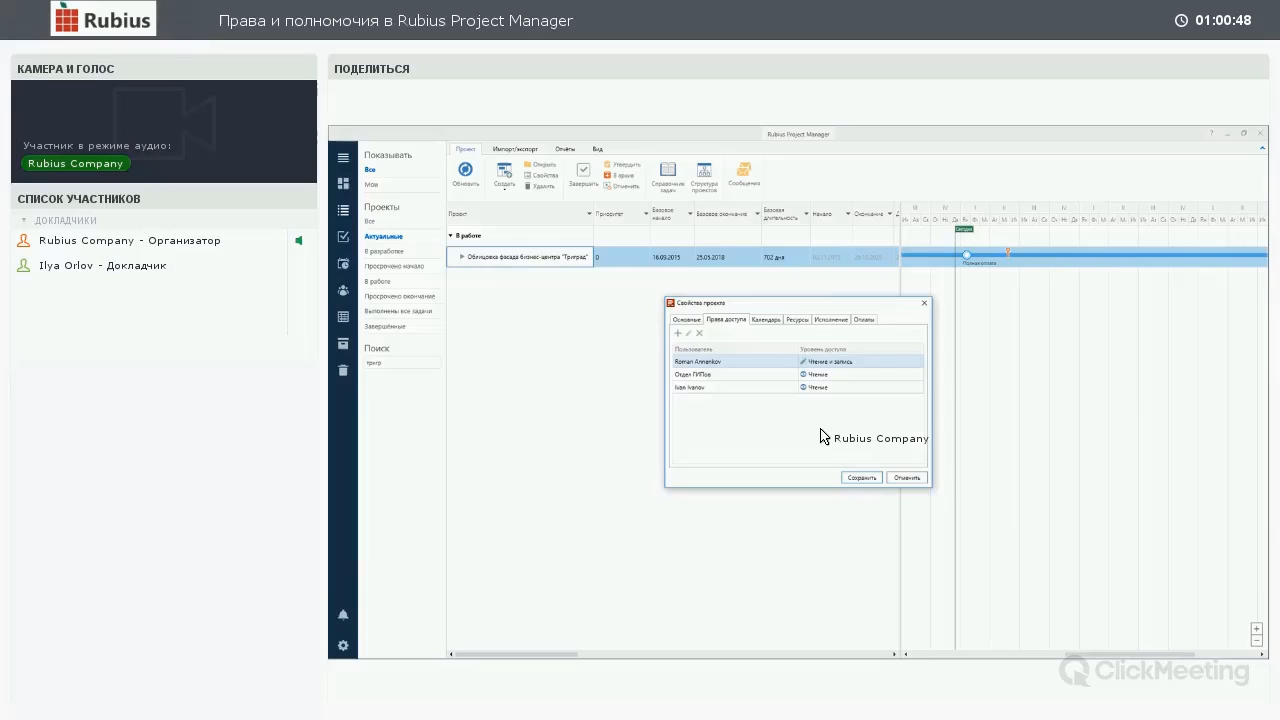 Rubius
Права и полномочия в Rubius Project Manager
01:00:48
КАМЕРА И ГОЛОС
Участник в режиме аудио:
Rubius Company
СПИСОК УЧАСТНИКОВ
ДОКЛАДЧИКИ
Rubius Company - Организатор
Ilya Orlov - Докладчик
ПОДЕЛИТЬСЯ
Rubius Project Manager
Проект
Импорт/экспорт
Отчёты
Вид
Обновить
Создать
Открыть
Свойства
Удалить
Завершить
Утвердить
В архив
Отменить
Справочник задач
Структура проектов
Сообщения
Показывать
Все
Мои
Проекты
Все
Актуальные
В разработке
Просрочено начало
В работе
Просрочено окончание
Выполнены все задачи
Завершённые
Поиск
тригр
Проект
Приоритет
Базовое начало
Базовое окончание
Базовая длительность
Начало
Окончание
В работе
Облицовка фасада бизнес-центра "Тригрaд"
0
16.09.2015
25.05.2018
702 дня
Сегодня
Полная оплата
Свойства проекта
Основные
Права доступа
Календарь
Ресурсы
Исполнение
Оплаты
Пользователь
Уровень доступа
Roman Annenkov
Чтение и запись
Отдел ГИПов
Чтение
Ivan Ivanov
Чтение
Rubius Company
Сохранить
Отменить
ClickMeeting